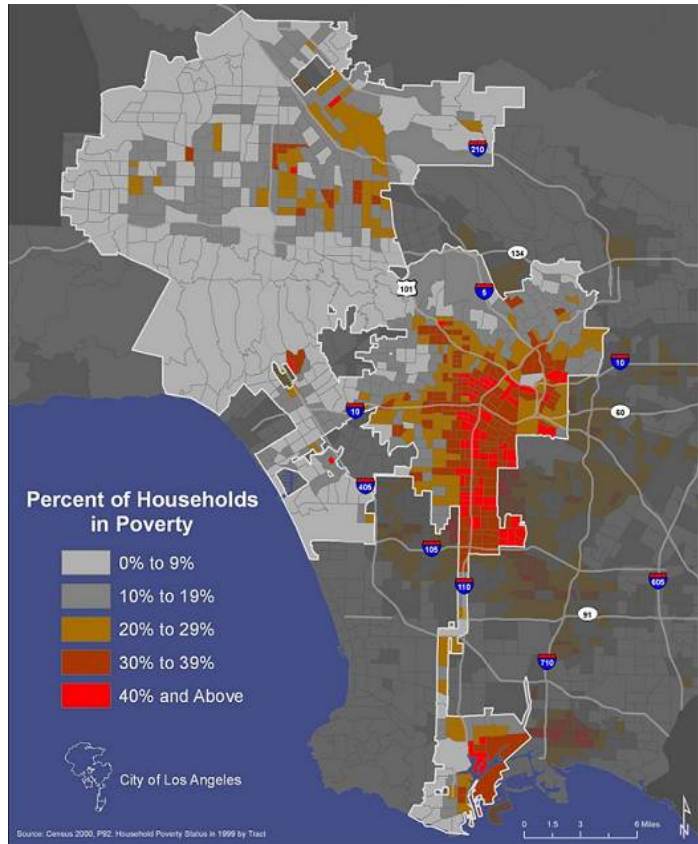 210
134
101
5
10
60
10
405
Percent of Households
in Poverty
0% to 9%
10% to 19%
20% to 29%
30% to 39%
40% and Above
105
110
605
91
710
City of Los Angeles
N
0 1.5 3 6 Miles
Source: Census 2000, P92. Household Poverty Status in 1999 by Tract